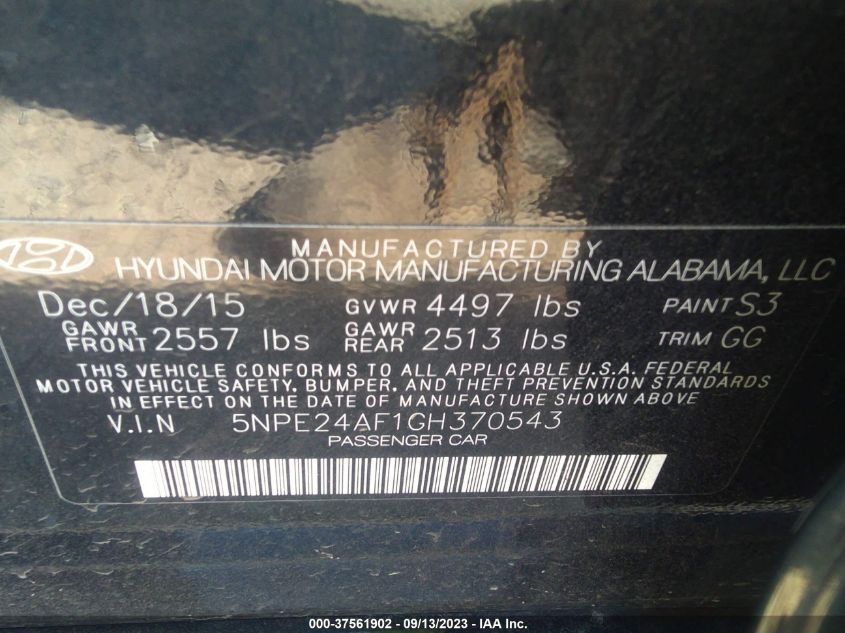 MANUFACTURED BY
HYUNDAI MOTOR MANUFACTURING ALABAMA, LLC
Dec/18/15 GVWR 4497 lbs PAINT S3
GAWR FRONT 2557 lbs GAWR REAR 2513 lbs TRIM GG
THIS VEHICLE CONFORMS TO ALL APPLICABLE U.S.A. FEDERAL
MOTOR VEHICLE SAFETY, BUMPER, AND THEFT PREVENTION STANDARDS
IN EFFECT ON THE DATE OF MANUFACTURE SHOWN ABOVE
V.I.N 5NPE24AF1GH370543
PASSENGER CAR
000-37561902 - 09/13/2023 - IAA Inc.